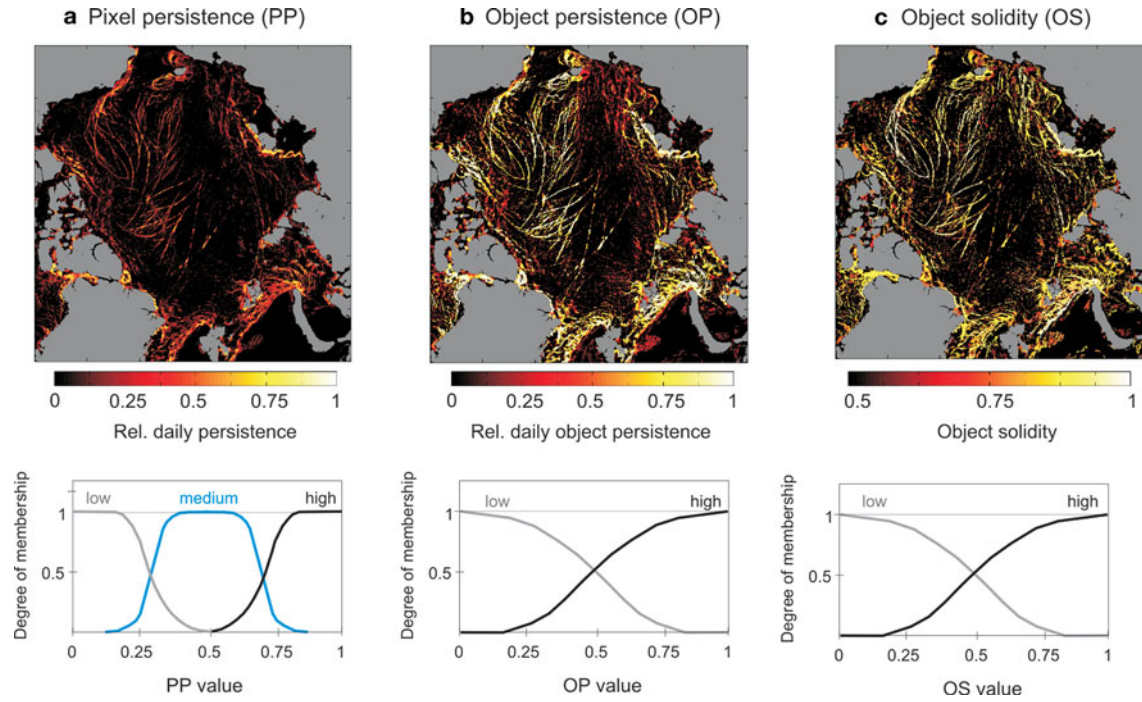 a Pixel persistence (PP)
b Object persistence (OP)
c Object solidity (OS)
0 0.25 0.5 0.75 1
Rel. daily persistence
0 0.25 0.5 0.75 1
Rel. daily object persistence
0.5 0.75 1
Object solidity
Degree of membership
1
0.5
low medium high
0 0.25 0.5 0.75 1
PP value
Degree of membership
1
0.5
low high
0 0.25 0.5 0.75 1
OP value
Degree of membership
1
0.5
low high
0 0.25 0.5 0.75 1
OS value